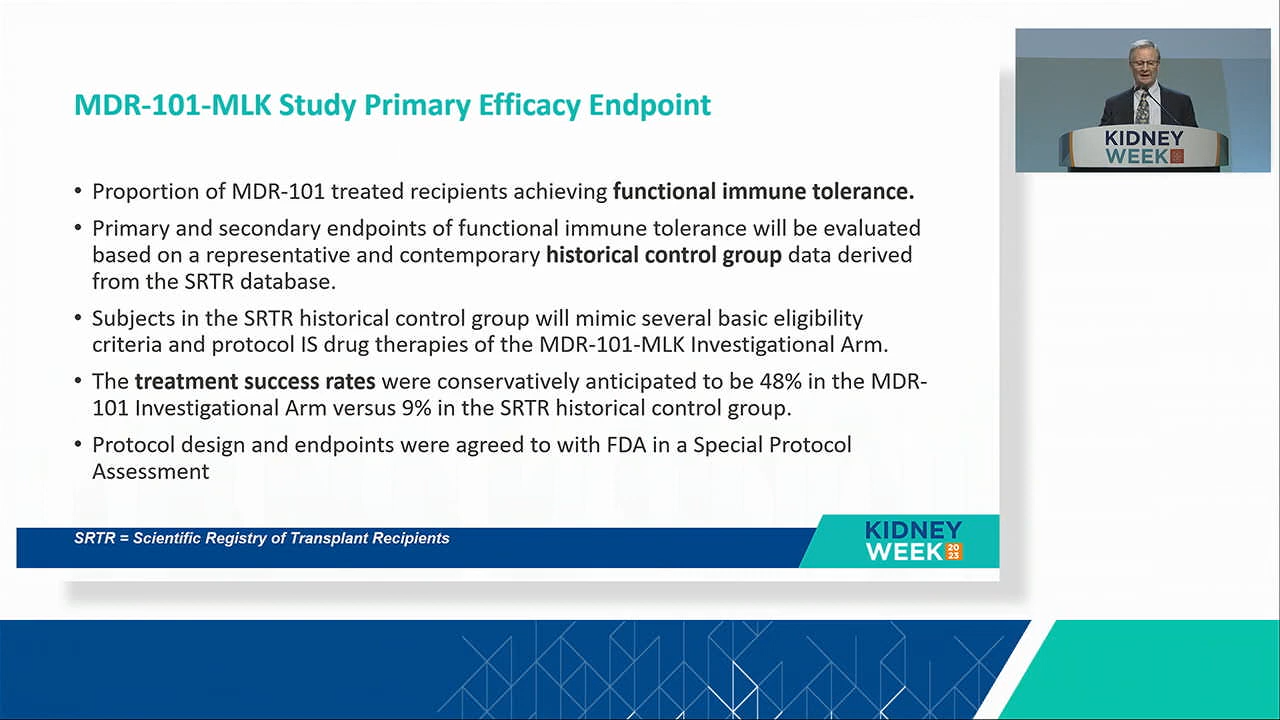 MDR-101-MLK Study Primary Efficacy Endpoint
• Proportion of MDR-101 treated recipients achieving functional immune tolerance.
• Primary and secondary endpoints of functional immune tolerance will be evaluated
based on a representative and contemporary historical control group data derived
from the SRTR database.
• Subjects in the SRTR historical control group will mimic several basic eligibility
criteria and protocol IS drug therapies of the MDR-101-MLK Investigational Arm.
• The treatment success rates were conservatively anticipated to be 48% in the MDR-
101 Investigational Arm versus 9% in the SRTR historical control group.
• Protocol design and endpoints were agreed to with FDA in a Special Protocol
Assessment
SRTR = Scientific Registry of Transplant Recipients
KIDNEY
WEEK 20
23
KIDNEY
WEEK